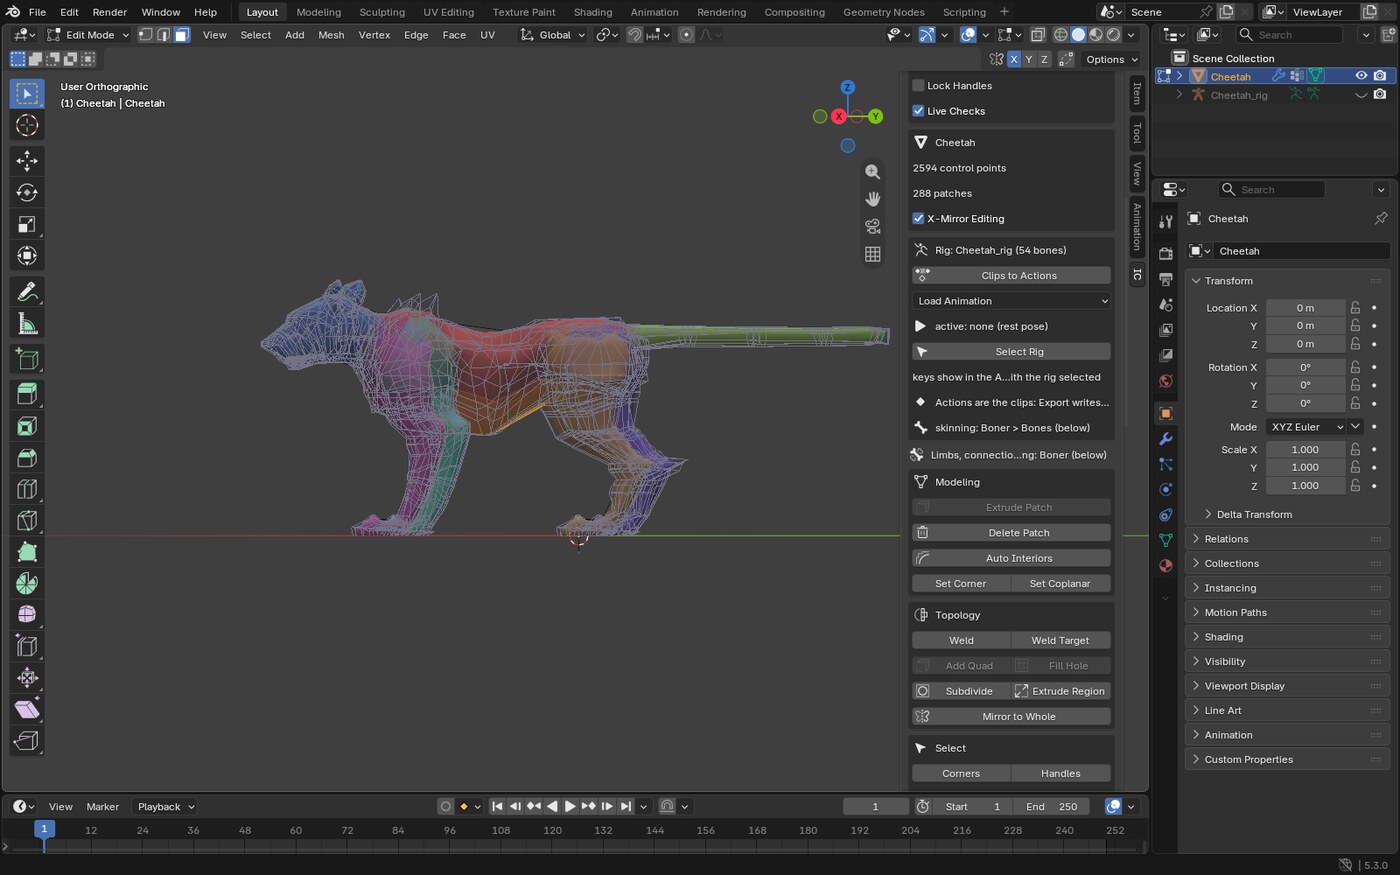 File Edit Render Window Help Layout Modeling Sculpting UV Editing Texture Paint Shading Animation Rendering Compositing Geometry Nodes Scripting + Scene ViewLayer
Edit Mode View Select Add Mesh Vertex Edge Face UV Global Search
X Y Z Options
User Orthographic
(1) Cheetah | Cheetah
Z
X
Y
Lock Handles
Live Checks
Cheetah
2594 control points
288 patches
X-Mirror Editing
Rig: Cheetah_rig (54 bones)
Clips to Actions
Load Animation
active: none (rest pose)
Select Rig
keys show in the A...ith the rig selected
Actions are the clips: Export writes...
skinning: Boner > Bones (below)
Limbs, connectio...ng: Boner (below)
Modeling
Extrude Patch
Delete Patch
Auto Interiors
Set Corner Set Coplanar
Topology
Weld Weld Target
Add Quad Fill Hole
Subdivide Extrude Region
Mirror to Whole
Select
Corners Handles
Item
Tool
View
Animation
IC
Scene Collection
Cheetah
Cheetah_rig
Search
Cheetah
Cheetah
Transform
Location X 0 m
Y 0 m
Z 0 m
Rotation X 0°
Y 0°
Z 0°
Mode XYZ Euler
Scale X 1.000
Y 1.000
Z 1.000
Delta Transform
Relations
Collections
Instancing
Motion Paths
Shading
Visibility
Viewport Display
Line Art
Animation
Custom Properties
View Marker Playback 1 Start 1 End 250
1 12 24 36 48 60 72 84 96 108 120 132 144 156 168 180 192 204 216 228 240 252
5.3.0